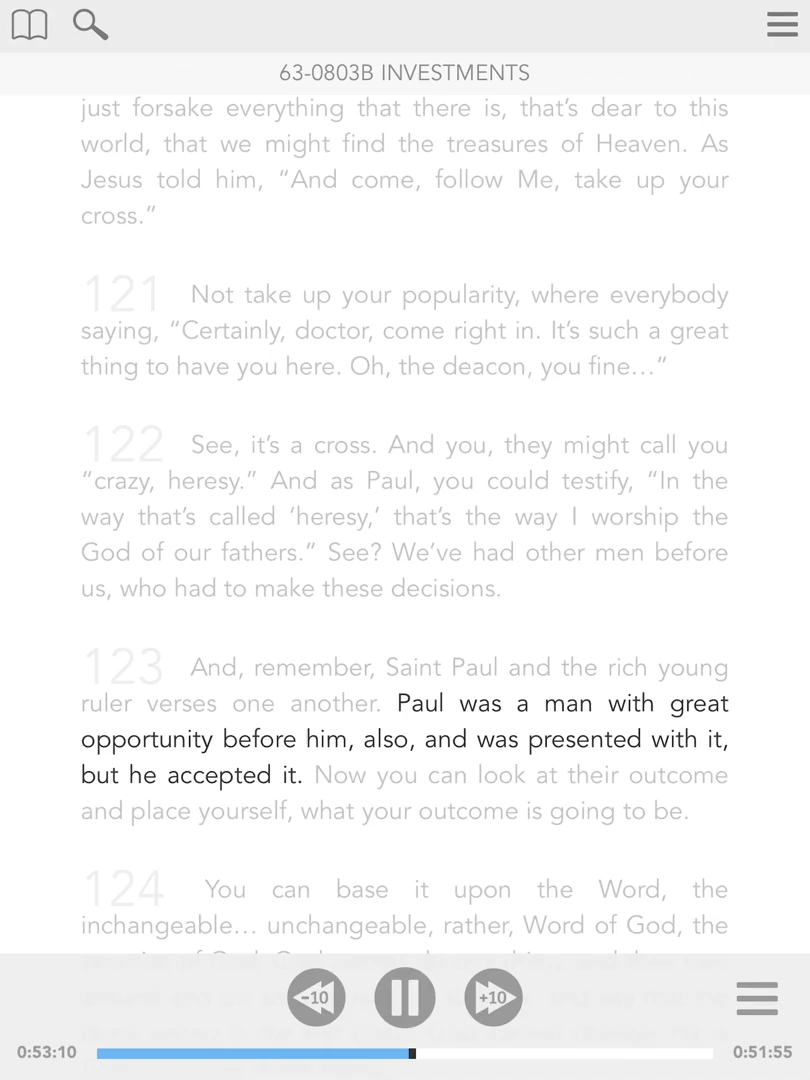 63-0803B INVESTMENTS
just forsake everything that there is, that’s dear to this
world, that we might find the treasures of Heaven. As
Jesus told him, “And come, follow Me, take up your
cross.”
121 Not take up your popularity, where everybody
saying, “Certainly, doctor, come right in. It’s such a great
thing to have you here. Oh, the deacon, you fine…”
122 See, it’s a cross. And you, they might call you
“crazy, heresy.” And as Paul, you could testify, “In the
way that’s called ‘heresy,’ that’s the way I worship the
God of our fathers.” See? We’ve had other men before
us, who had to make these decisions.
123 And, remember, Saint Paul and the rich young
ruler verses one another. Paul was a man with great
opportunity before him, also, and was presented with it,
but he accepted it. Now you can look at their outcome
and place yourself, what your outcome is going to be.
124 You can base it upon the Word, the
inchangeable… unchangeable, rather, Word of God, the
-10 +10
0:53:10 0:51:55